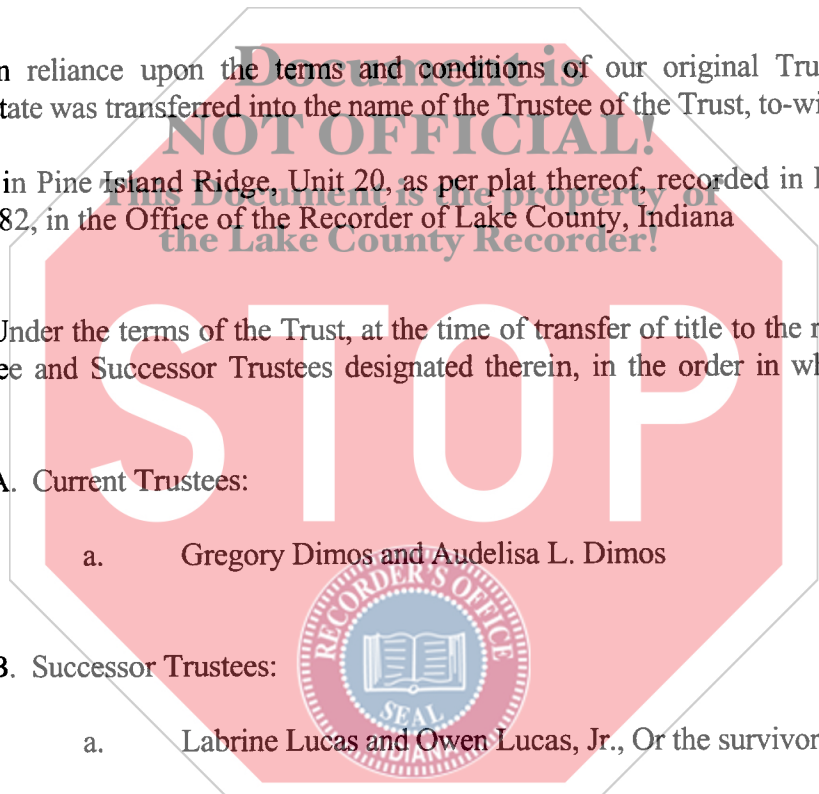 Document is
n reliance upon the terms and conditions of our original Tru
tate was transferred into the name of the Trustee of the Trust, to-wi
NOT OFFICIAL!
in Pine Island Ridge, Unit 20, as per plat thereof, recorded in
This Document is the property of
82, in the Office of the Recorder of Lake County, Indiana
the Lake County Recorder!
Under the terms of the Trust, at the time of transfer of title to the
ee and Successor Trustees designated therein, in the order in wh
STOP
A. Current Trustees:
a. Gregory Dimos and Audelisa L. Dimos
RECORDER'S OFFICE
B. Successor Trustees:
SEAL
a. Labrine Lucas and Owen Lucas, Jr., Or the survivor
INDIANA